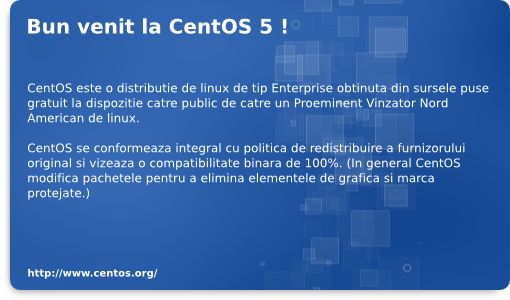 Bun venit la CentOS 5 !
CentOS este o distributie de linux de tip Enterprise obtinuta din sursele puse
gratuit la dispozitie catre public de catre un Proeminent Vinzator Nord
American de linux.
CentOS se conformeaza integral cu politica de redistribuire a furnizorului
original si vizeaza o compatibilitate binara de 100%. (In general CentOS
modifica pachetele pentru a elimina elementele de grafica si marca
protejate.)
http://www.centos.org/